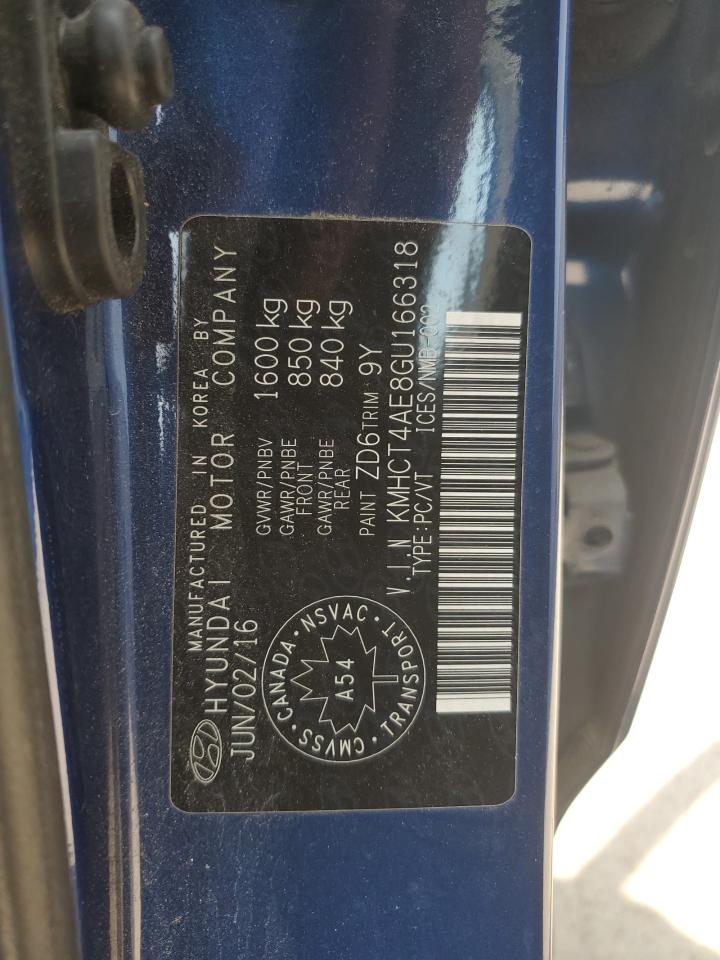 MANUFACTURED IN KOREA BY
HYUNDAI MOTOR COMPANY
JUN/02/16
GVWR/PNBV 1600 kg
GAWR/PNBE FRONT 850 kg
GAWR/PNBE REAR 840 kg
PAINT ZD6 TRIM 9Y
V.I.N KMHCT4AE8GU166318
TYPE:PC/VT ICES/NMB-002
CANADA · NSVAC · TRANSPORT · CMVSS ·
A54